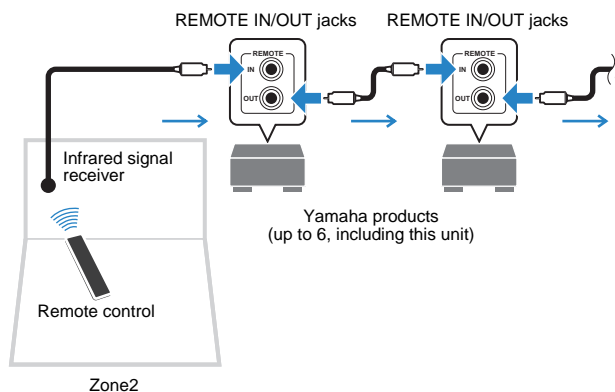 REMOTE IN/OUT jacks
REMOTE IN/OUT jacks
REMOTE
IN
OUT
REMOTE
IN
OUT
Infrared signal
receiver
Remote control
Yamaha products
(up to 6, including this unit)
Zone2